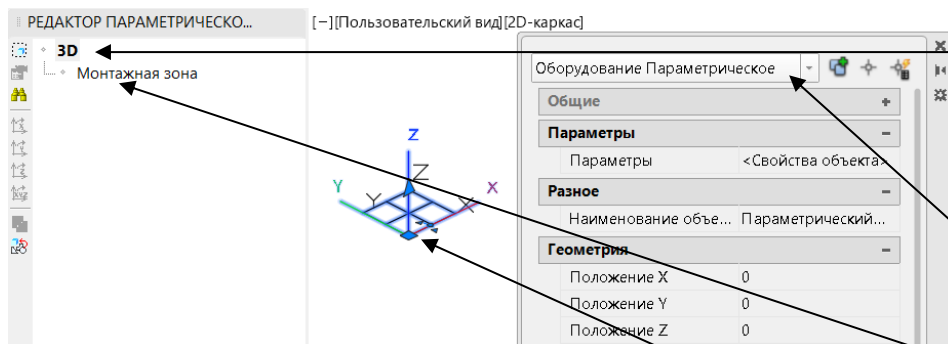 РЕДАКТОР ПАРАМЕТРИЧЕСКО...
[−][Пользовательский вид][2D-каркас]
3D
Монтажная зона
Z
Z
Y
Y
X
X
Оборудование Параметрическое
Общие
Параметры
Параметры <Свойства объекта>
Разное
Наименование объе... Параметрический...
Геометрия
Положение X 0
Положение Y 0
Положение Z 0